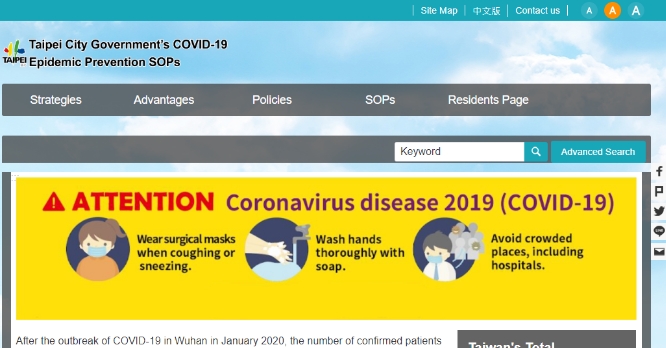 Site Map 中文版 Contact us A A A
Taipei City Government's COVID-19
TAIPEI Epidemic Prevention SOPs
Strategies Advantages Policies SOPs Residents Page
Keyword Advanced Search
ATTENTION Coronavirus disease 2019 (COVID-19)
Wear surgical masks
when coughing or
sneezing.
Wash hands
thoroughly with
soap.
Avoid crowded
places, including
hospitals.
After the outbreak of COVID-19 in Wuhan in January 2020, the number of confirmed patients
Taiwan's Total